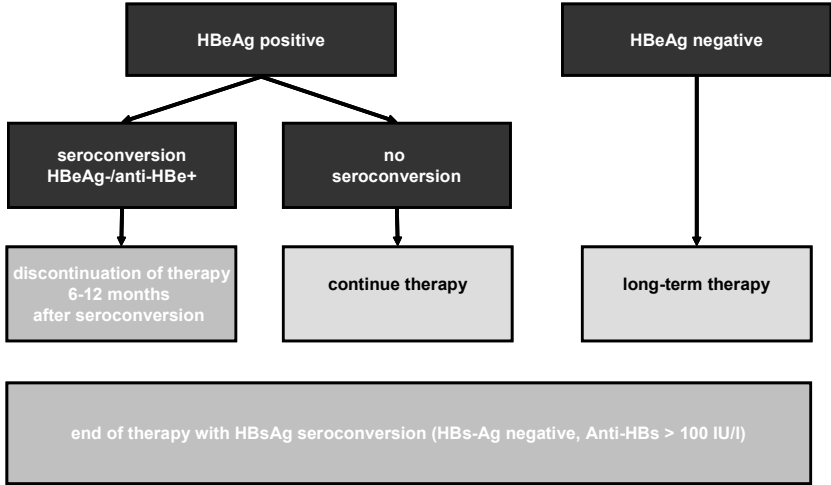 HBeAg positive
HBeAg negative
seroconversion
HBeAg-/anti-HBe+
no
seroconversion
discontinuation of therapy
6-12 months
after seroconversion
continue therapy
long-term therapy
end of therapy with HBsAg seroconversion (HBs-Ag negative, Anti-HBs > 100 IU/l)